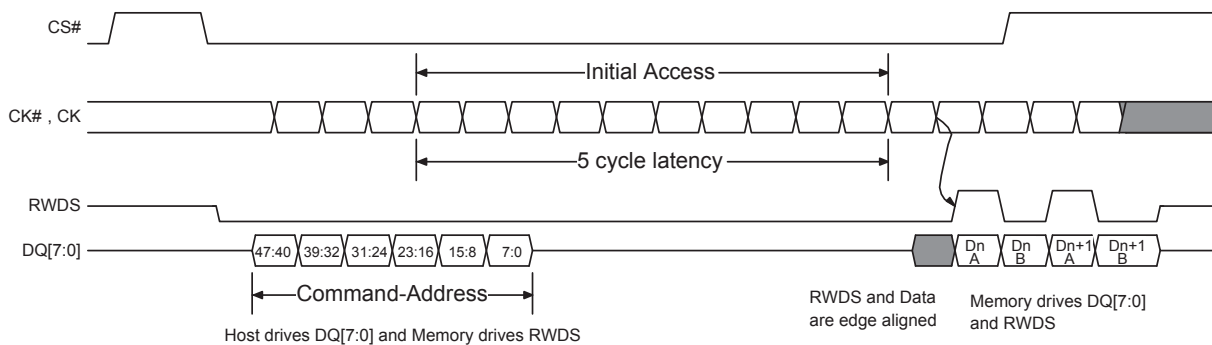 CS#
Initial Access
CK# , CK
5 cycle latency
RWDS
DQ[7:0]
47:40 39:32 31:24 23:16 15:8 7:0
Dn
A
Dn
B
Dn+1
A
Dn+1
B
Command-Address
Host drives DQ[7:0] and Memory drives RWDS
RWDS and Data
are edge aligned
Memory drives DQ[7:0]
and RWDS